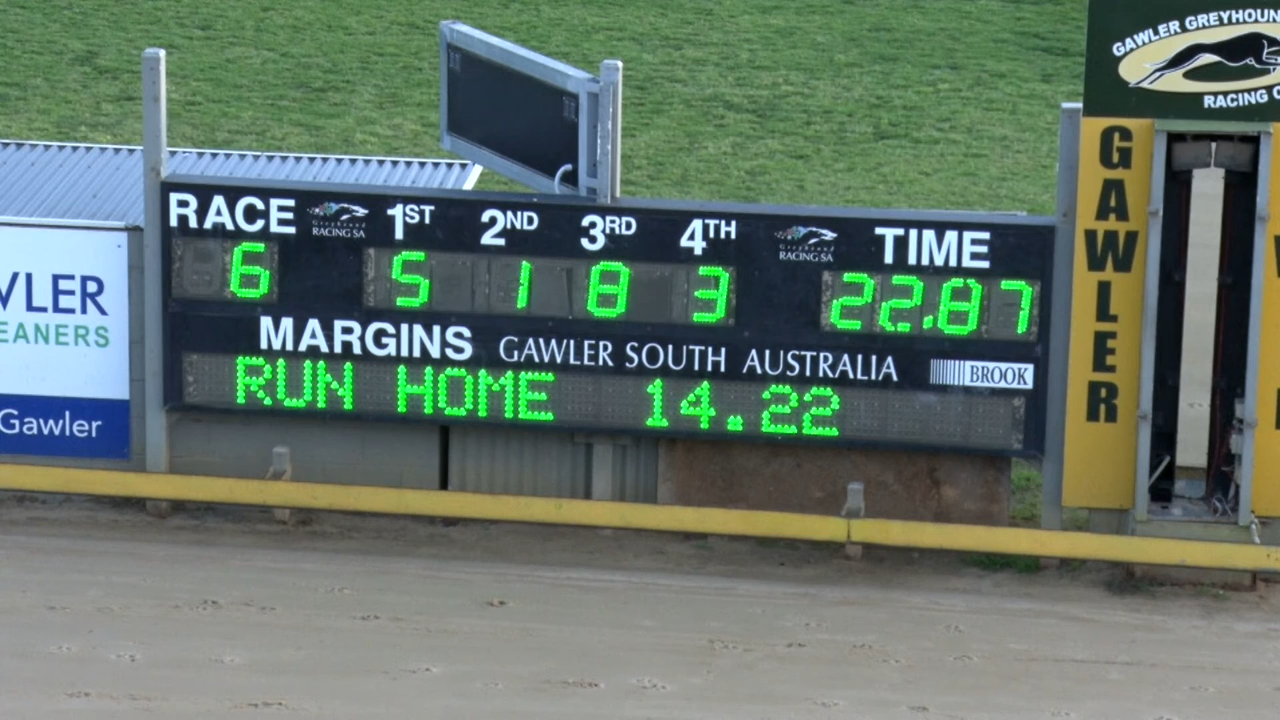 GAWLER GREYHOUN
RACING C
GAWLER
RACE 1ST 2ND 3RD 4TH TIME
Greyhound RACING SA
Greyhound RACING SA
6 5 1 8 3 22.87
MARGINS GAWLER SOUTH AUSTRALIA BROOK
RUN HOME 14.22
WLER
EANERS
Gawler